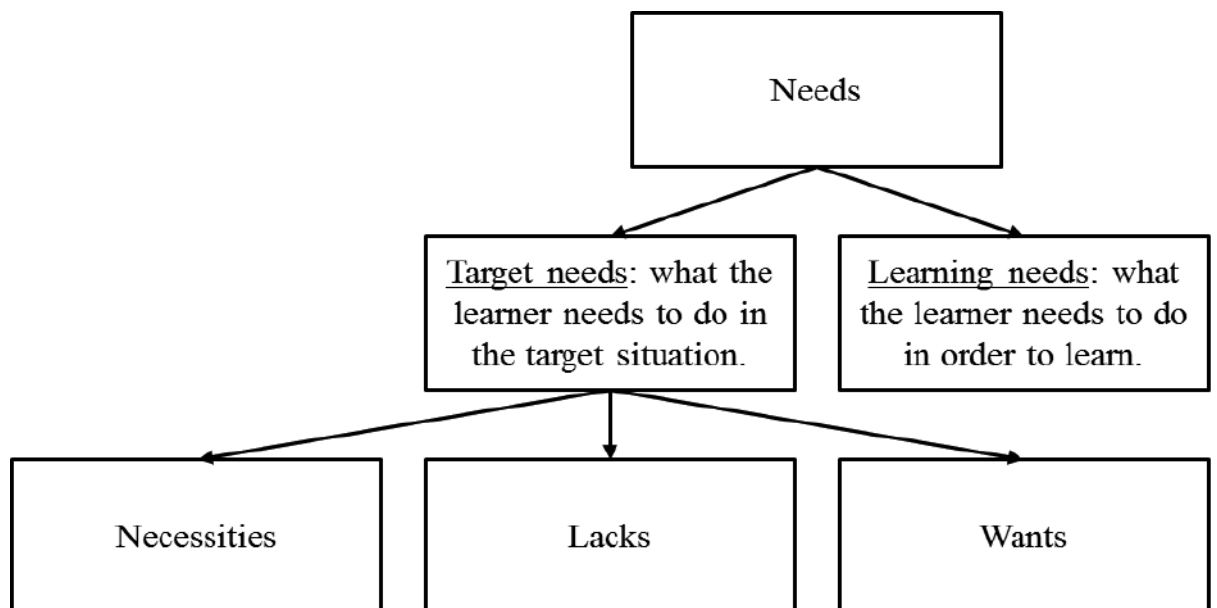 Needs
Target needs: what the
learner needs to do in
the target situation.
Learning needs: what
the learner needs to do
in order to learn.
Necessities
Lacks
Wants